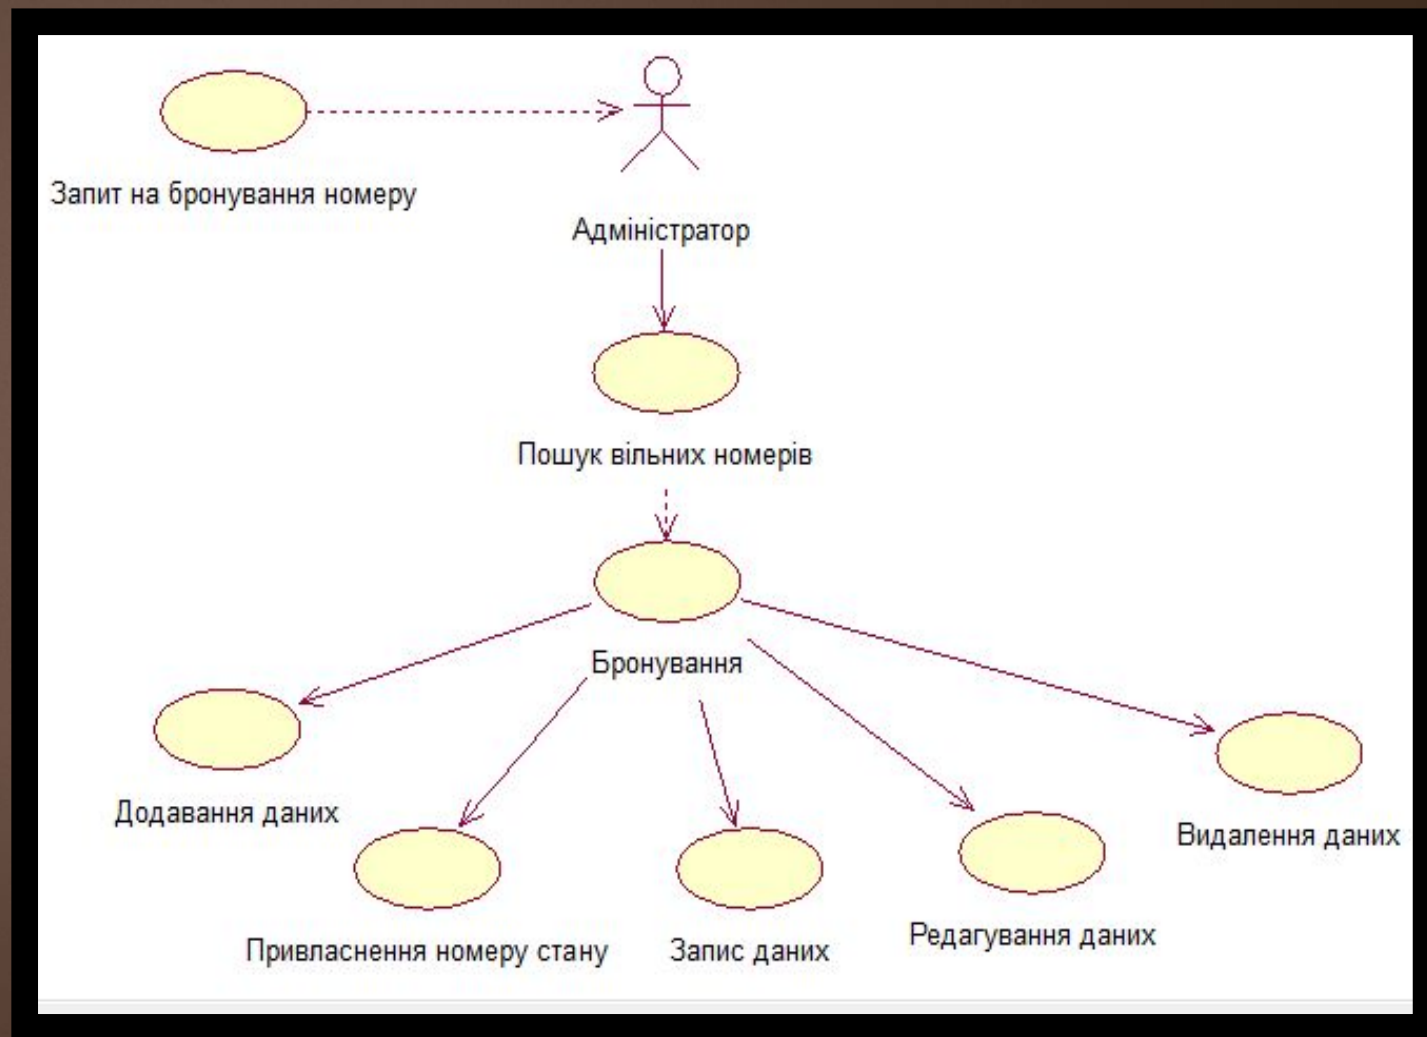 Запит на бронування номеру
Адміністратор
Пошук вільних номерів
Бронування
Додавання даних
Видалення даних
Привласнення номеру стану
Запис даних
Редагування даних